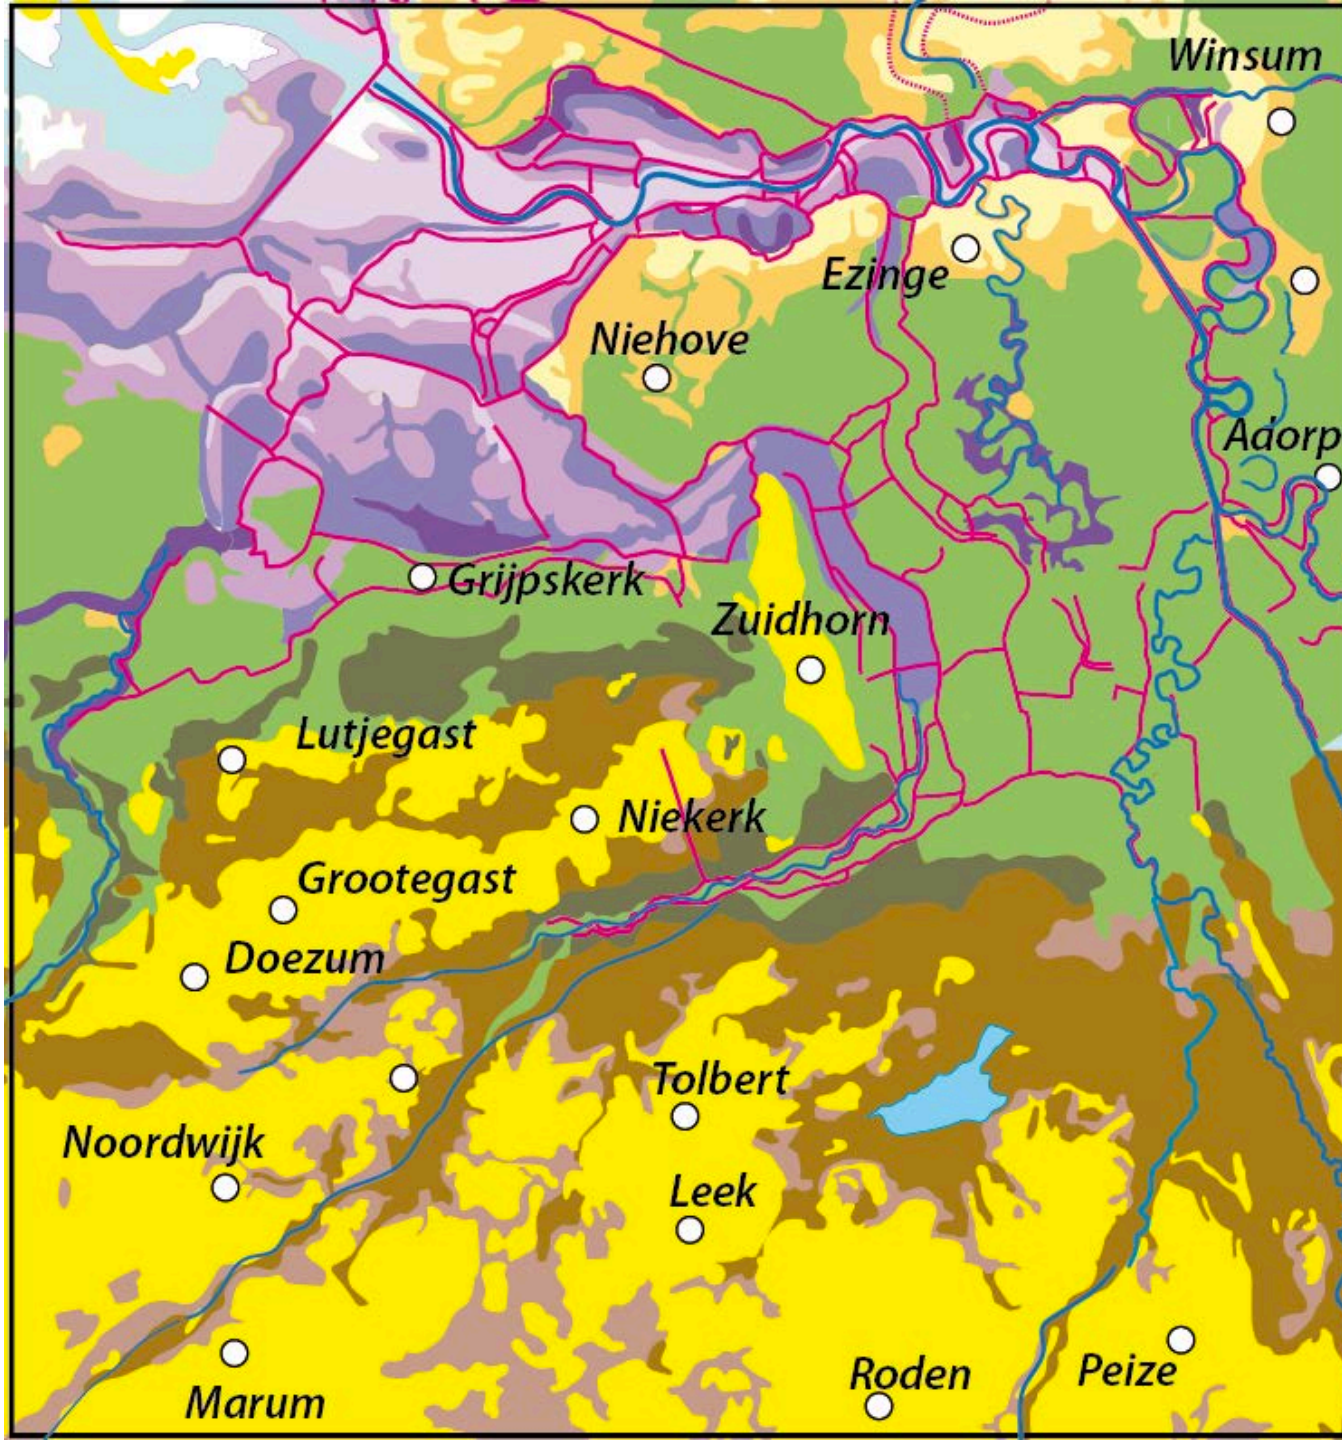 Winsum
Ezinge
Niehove
Adorp
Grijpskerk
Zuidhorn
Lutjegast
Niekerk
Grootegast
Doezum
Tolbert
Noordwijk
Leek
Roden
Peize
Marum